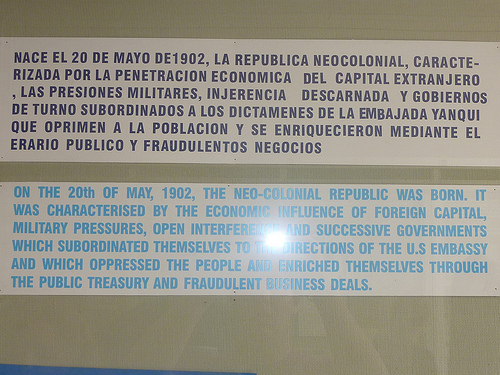 NACE EL 20 DE MAYO DE1902, LA REPUBLICA NEOCOLONIAL, CARACTE-
RIZADA POR LA PENETRACION ECONOMICA DEL CAPITAL EXTRANJERO
, LAS PRESIONES MILITARES, INJERENCIA DESCARNADA Y GOBIERNOS
DE TURNO SUBORDINADOS A LOS DICTAMENES DE LA EMBAJADA YANQUI
QUE OPRIMEN A LA POBLACION Y SE ENRIQUECIERON MEDIANTE EL
ERARIO PUBLICO Y FRAUDULENTOS NEGOCIOS
ON THE 20th OF MAY, 1902, THE NEO-COLONIAL REPUBLIC WAS BORN. IT
WAS CHARACTERISED BY THE ECONOMIC INFLUENCE OF FOREIGN CAPITAL,
MILITARY PRESSURES, OPEN INTERFERENCE AND SUCCESSIVE GOVERNMENTS
WHICH SUBORDINATED THEMSELVES TO THE DIRECTIONS OF THE U.S EMBASSY
AND WHICH OPPRESSED THE PEOPLE AND ENRICHED THEMSELVES THROUGH
THE PUBLIC TREASURY AND FRAUDULENT BUSINESS DEALS.